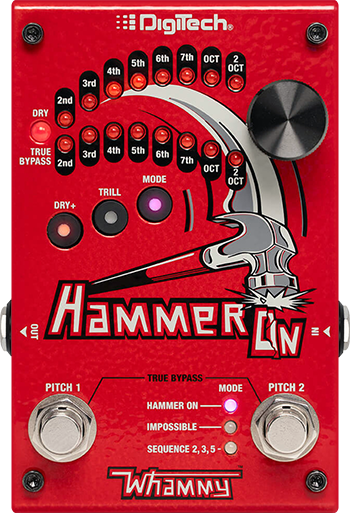 DigiTech®
2nd 3rd 4th 5th 6th 7th OCT 2 OCT
DRY
TRUE BYPASS
2nd 3rd 4th 5th 6th 7th OCT 2 OCT
DRY+ TRILL MODE
HAMMER ON
OUT IN
TRUE BYPASS
PITCH 1 MODE PITCH 2
HAMMER ON
IMPOSSIBLE
SEQUENCE 2, 3, 5
WHAMMY®